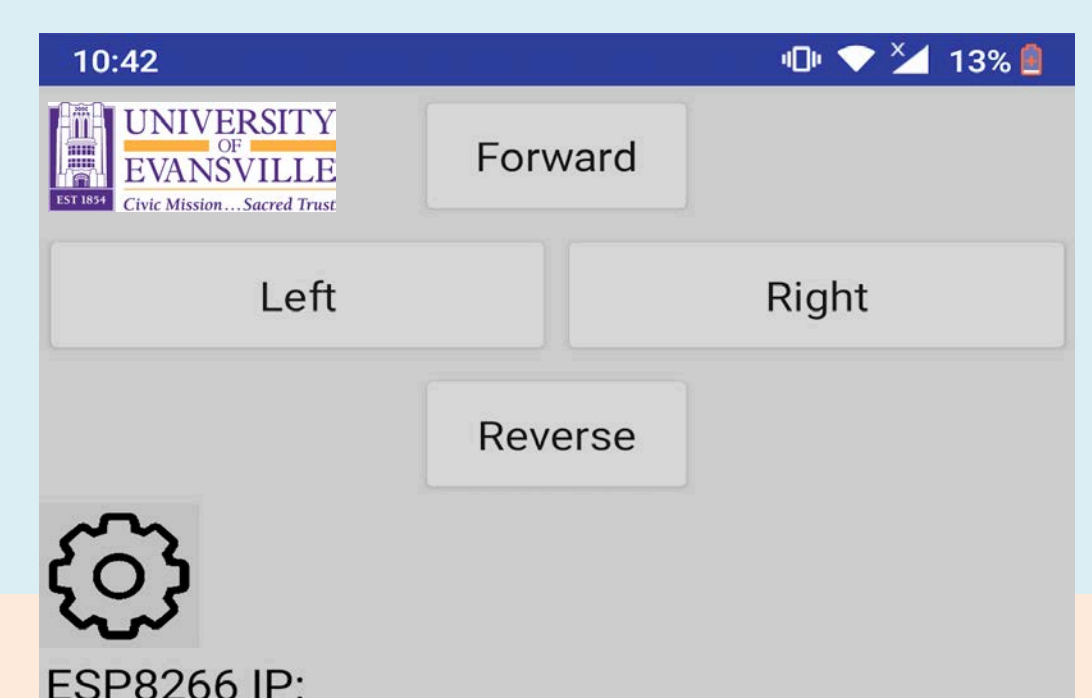 10:42
13%
UNIVERSITY
OF
EVANSVILLE
EST 1854
Civic Mission...Sacred Trust
Forward
Left
Right
Reverse
ESP8266 IP: